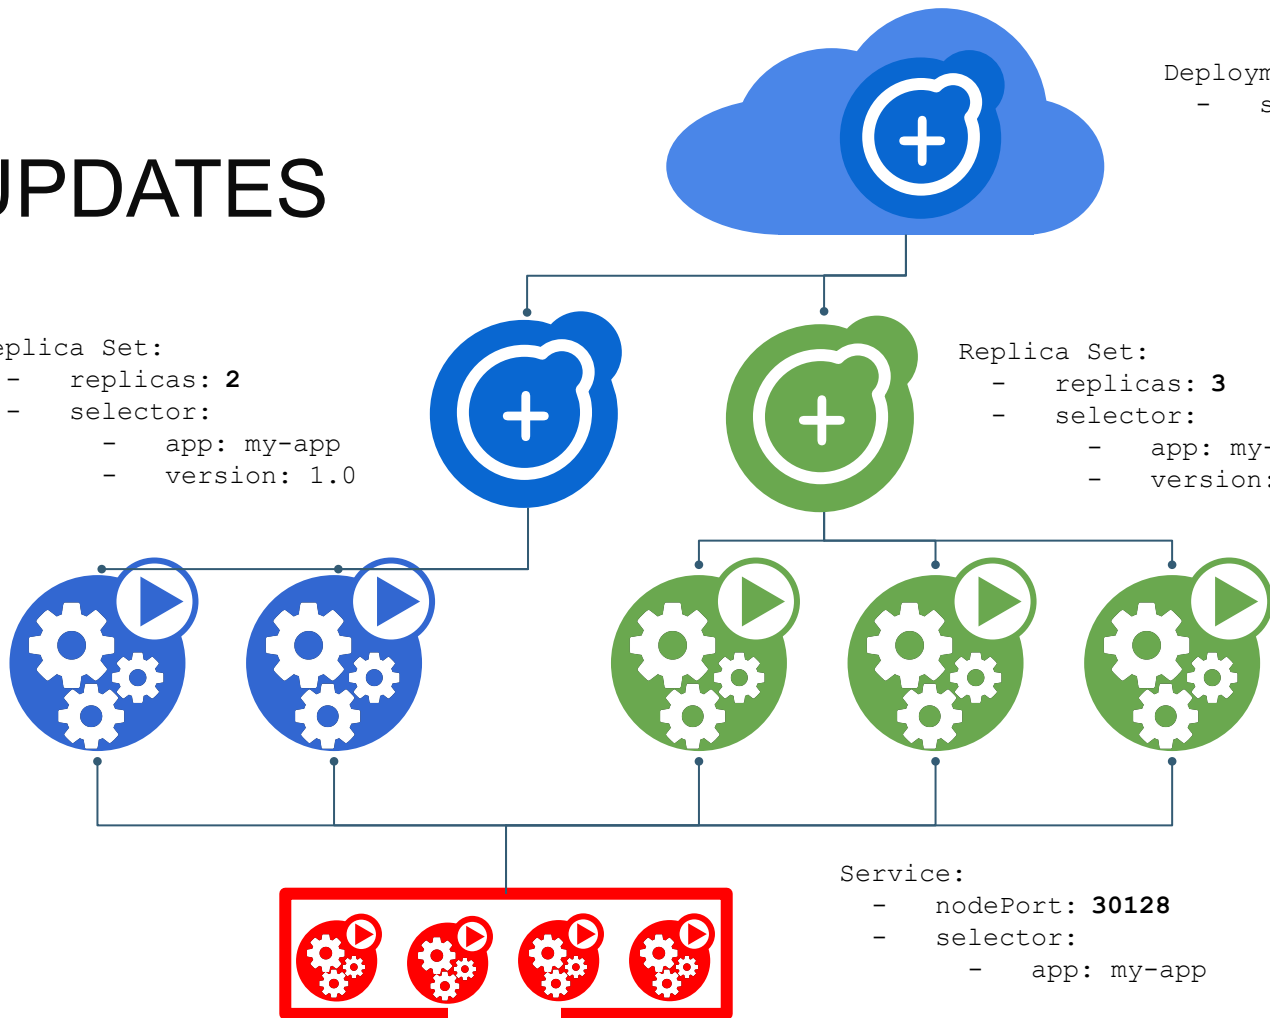 Deploym
- s
UPDATES
eplica Set:
- replicas: 2
- selector:
- app: my-app
- version: 1.0
Replica Set:
- replicas: 3
- selector:
- app: my-
- version:
Service:
- nodePort: 30128
- selector:
- app: my-app